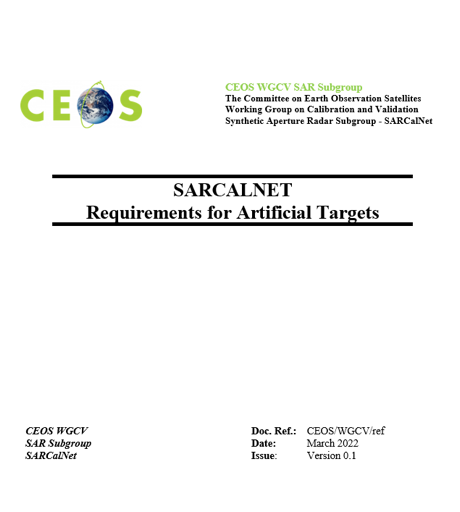 CEOS
CEOS WGCV SAR Subgroup
The Committee on Earth Observation Satellites
Working Group on Calibration and Validation
Synthetic Aperture Radar Subgroup - SARCalNet
SARCALNET
Requirements for Artificial Targets
CEOS WGCV
SAR Subgroup
SARCalNet
Doc. Ref.: CEOS/WGCV/ref
Date: March 2022
Issue: Version 0.1